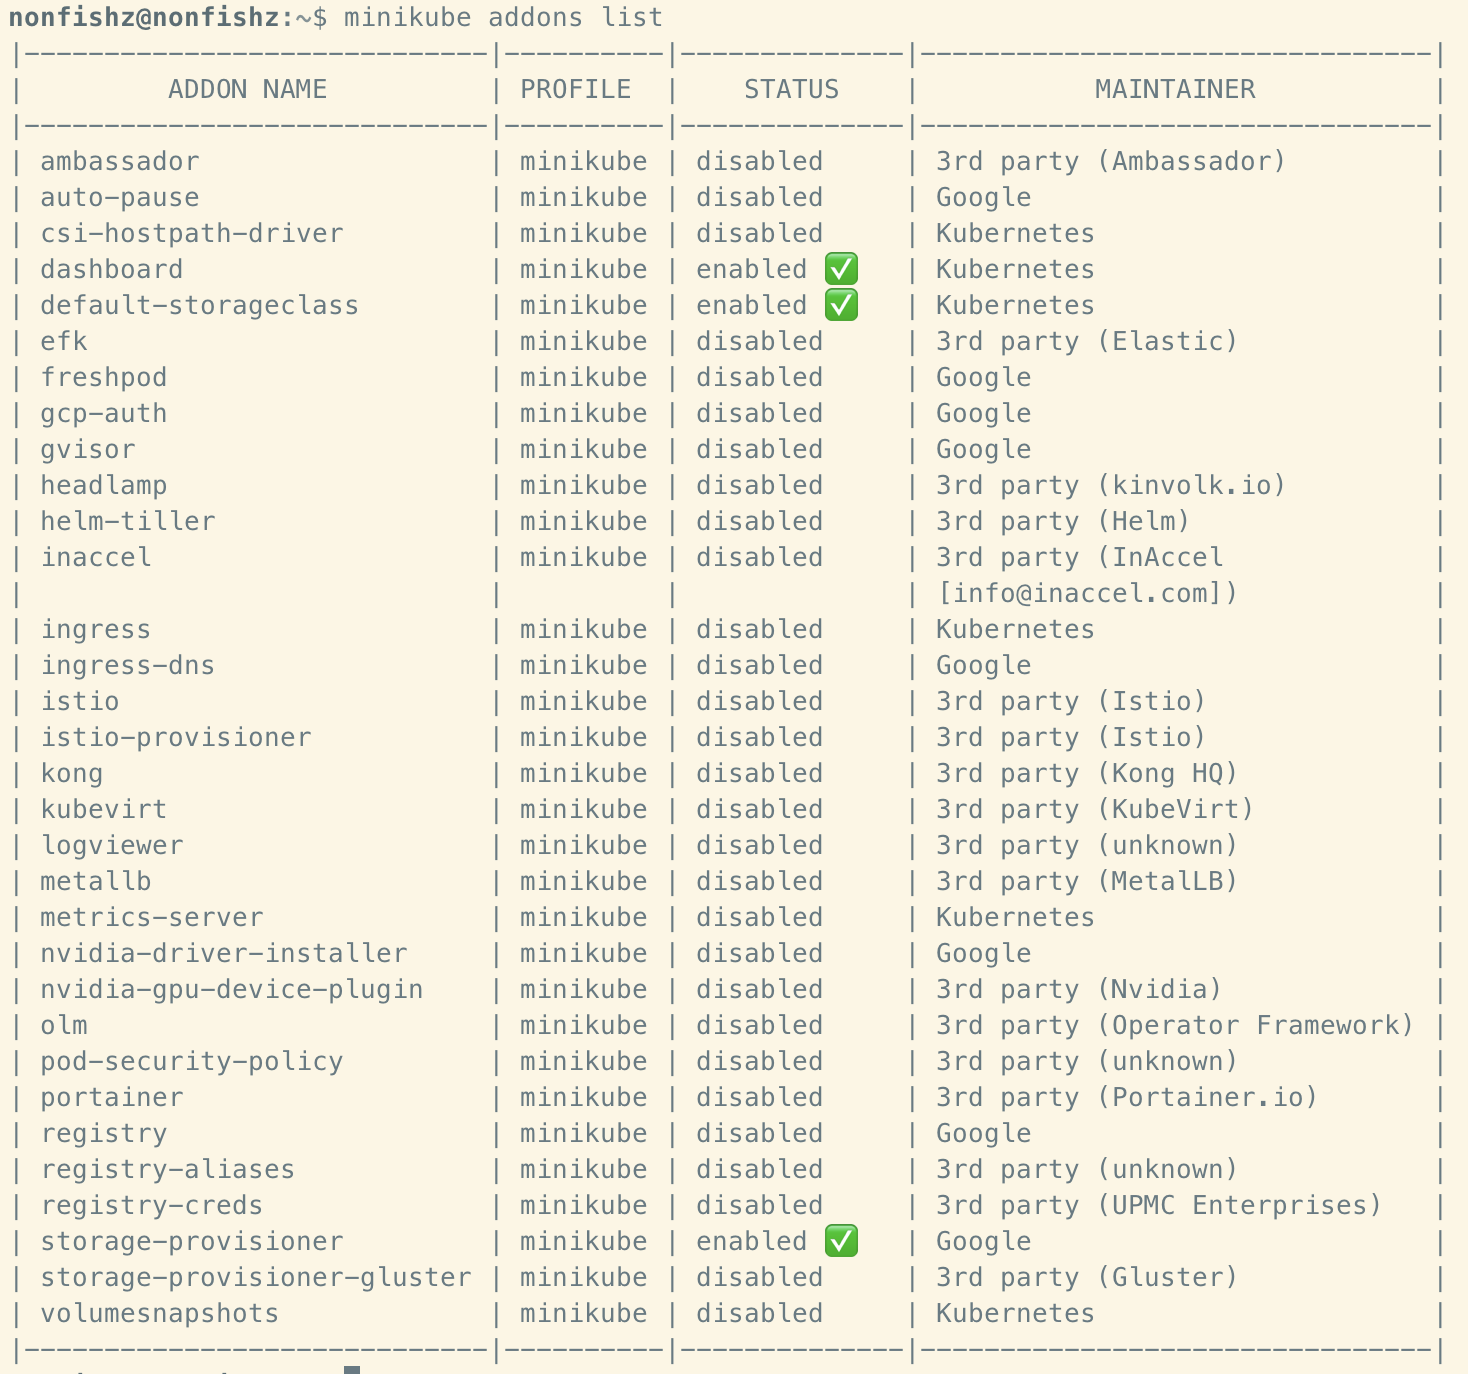 nonfishz@nonfishz:~$ minikube addons list
|-----------------------------|----------|--------------|--------------------------------|
|         ADDON NAME          | PROFILE  |    STATUS    |           MAINTAINER           |
|-----------------------------|----------|--------------|--------------------------------|
| ambassador                  | minikube | disabled     | 3rd party (Ambassador)         |
| auto-pause                  | minikube | disabled     | Google                         |
| csi-hostpath-driver         | minikube | disabled     | Kubernetes                     |
| dashboard                   | minikube | enabled ✅   | Kubernetes                     |
| default-storageclass        | minikube | enabled ✅   | Kubernetes                     |
| efk                         | minikube | disabled     | 3rd party (Elastic)            |
| freshpod                    | minikube | disabled     | Google                         |
| gcp-auth                    | minikube | disabled     | Google                         |
| gvisor                      | minikube | disabled     | Google                         |
| headlamp                    | minikube | disabled     | 3rd party (kinvolk.io)         |
| helm-tiller                 | minikube | disabled     | 3rd party (Helm)               |
| inaccel                     | minikube | disabled     | 3rd party (InAccel             |
|                             |          |              | [info@inaccel.com])            |
| ingress                     | minikube | disabled     | Kubernetes                     |
| ingress-dns                 | minikube | disabled     | Google                         |
| istio                       | minikube | disabled     | 3rd party (Istio)              |
| istio-provisioner           | minikube | disabled     | 3rd party (Istio)              |
| kong                        | minikube | disabled     | 3rd party (Kong HQ)            |
| kubevirt                    | minikube | disabled     | 3rd party (KubeVirt)           |
| logviewer                   | minikube | disabled     | 3rd party (unknown)            |
| metallb                     | minikube | disabled     | 3rd party (MetalLB)            |
| metrics-server              | minikube | disabled     | Kubernetes                     |
| nvidia-driver-installer     | minikube | disabled     | Google                         |
| nvidia-gpu-device-plugin    | minikube | disabled     | 3rd party (Nvidia)             |
| olm                         | minikube | disabled     | 3rd party (Operator Framework) |
| pod-security-policy         | minikube | disabled     | 3rd party (unknown)            |
| portainer                   | minikube | disabled     | 3rd party (Portainer.io)       |
| registry                    | minikube | disabled     | Google                         |
| registry-aliases            | minikube | disabled     | 3rd party (unknown)            |
| registry-creds              | minikube | disabled     | 3rd party (UPMC Enterprises)   |
| storage-provisioner         | minikube | enabled ✅   | Google                         |
| storage-provisioner-gluster | minikube | disabled     | 3rd party (Gluster)            |
| volumesnapshots             | minikube | disabled     | Kubernetes                     |
|-----------------------------|----------|--------------|--------------------------------|